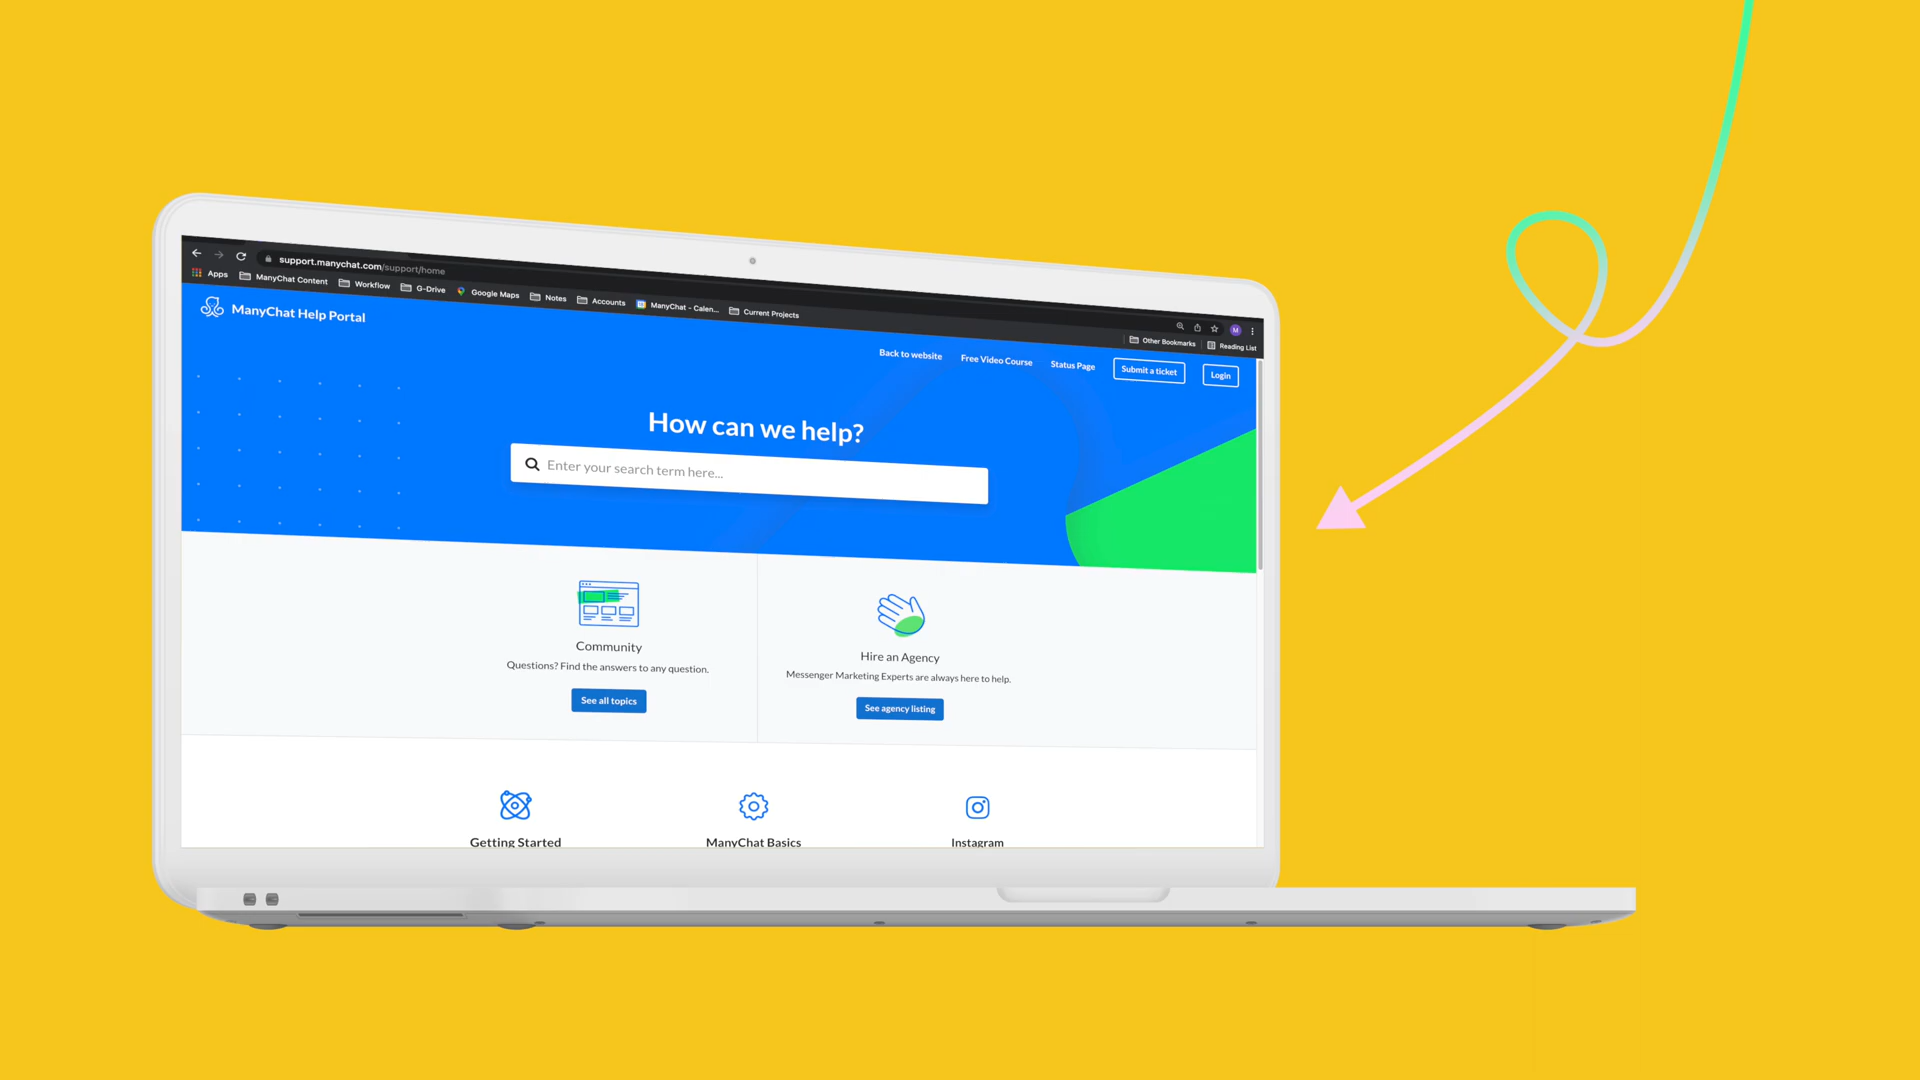 support.manychat.com/support/home
Apps ManyChat Content Workflow G-Drive Google Maps Notes Accounts ManyChat - Calen... Current Projects
M
Other Bookmarks Reading List
ManyChat Help Portal
Back to website Free Video Course Status Page Submit a ticket Login
How can we help?
Enter your search term here...
Community
Questions? Find the answers to any question.
See all topics
Hire an Agency
Messenger Marketing Experts are always here to help.
See agency listing
Getting Started ManyChat Basics Instagram